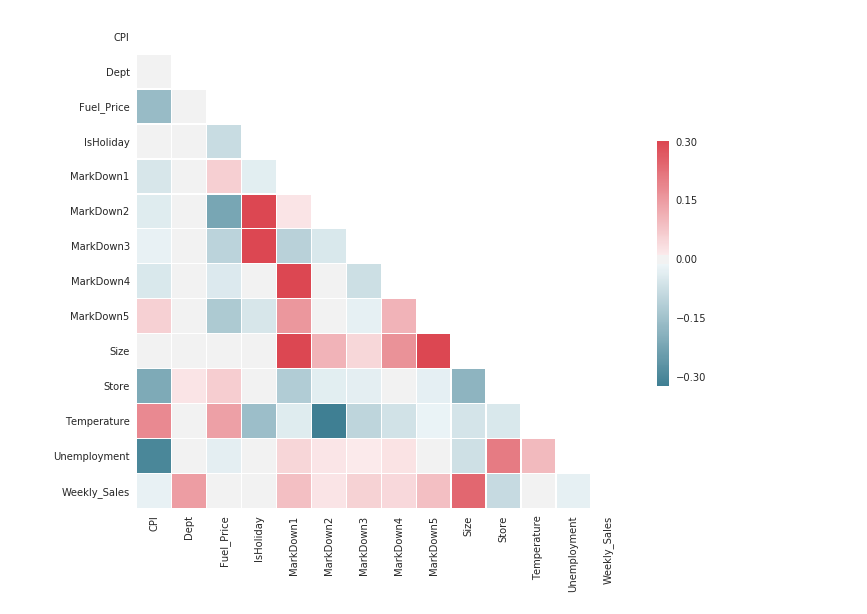 CPI
Dept
Fuel_Price
IsHoliday
MarkDown1
MarkDown2
MarkDown3
MarkDown4
MarkDown5
Size
Store
Temperature
Unemployment
Weekly_Sales
CPI
Dept
Fuel_Price
IsHoliday
MarkDown1
MarkDown2
MarkDown3
MarkDown4
MarkDown5
Size
Store
Temperature
Unemployment
Weekly_Sales
0.30
0.15
0.00
−0.15
−0.30